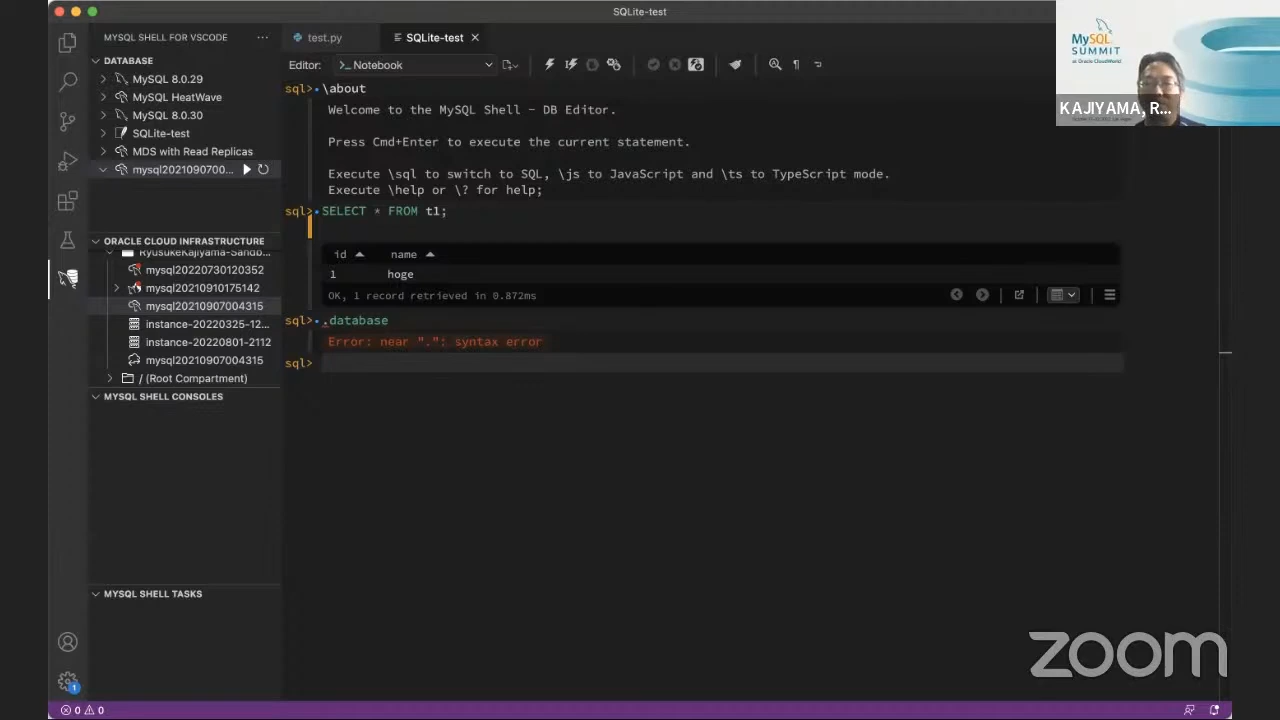 SQLite-test
MYSQL SHELL FOR VSCODE ...
test.py
SQLite-test
DATABASE
MySQL 8.0.29
MySQL HeatWave
MySQL 8.0.30
SQLite-test
MDS with Read Replicas
mysql2021090700...
ORACLE CLOUD INFRASTRUCTURE
RyusukeKajiyama-Sandb...
mysql20220730120352
mysql20210910175142
mysql20210907004315
instance-20220325-12...
instance-20220801-2112
mysql20210907004315
/ (Root Compartment)
MYSQL SHELL CONSOLES
MYSQL SHELL TASKS
Editor: >_ Notebook
sql> \about
Welcome to the MySQL Shell - DB Editor.
Press Cmd+Enter to execute the current statement.
Execute \sql to switch to SQL, \js to JavaScript and \ts to TypeScript mode.
Execute \help or \? for help;
sql> SELECT * FROM t1;
id name
1 hoge
OK, 1 record retrieved in 0.872ms
sql> .database
Error: near ".": syntax error
sql>
MySQL
SUMMIT
at Oracle CloudWorld
KAJIYAMA, R...
zoom
1
0 0